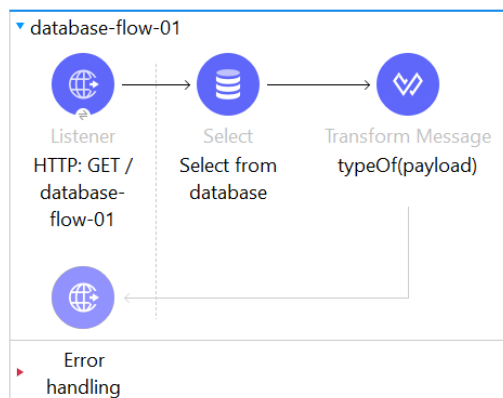 database-flow-01
Listener
HTTP: GET /
database-
flow-01
Select
Select from
database
Transform Message
typeOf(payload)
Error
handling